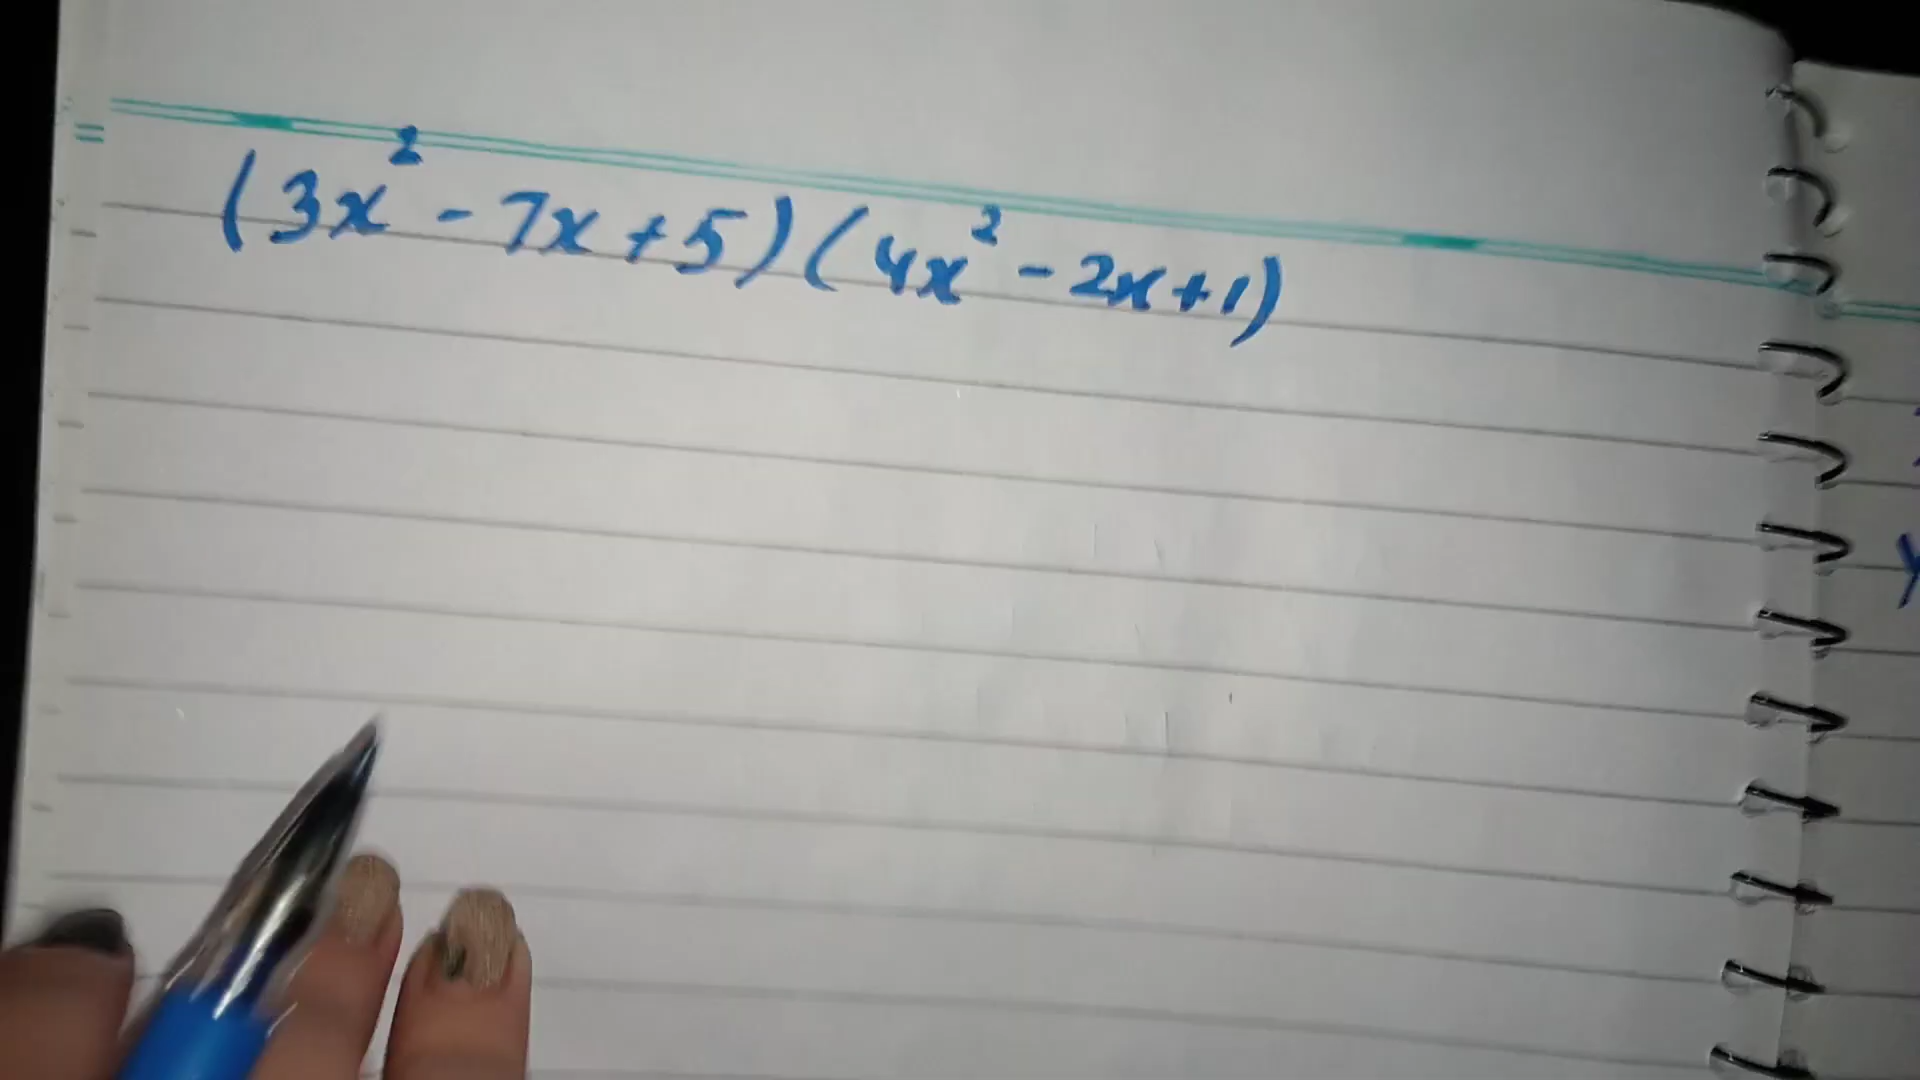 (3x² - 7x + 5)(4x² - 2x + 1)